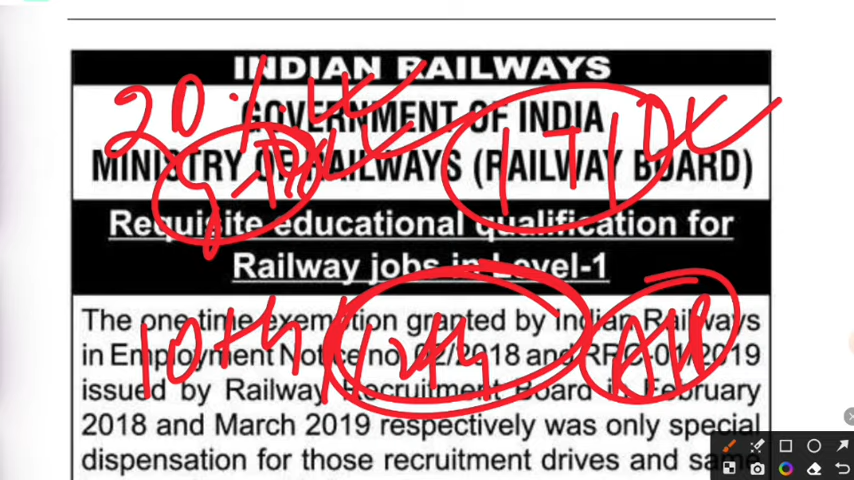 INDIAN RAILWAYS
GOVERNMENT OF INDIA
MINISTRY OF RAILWAYS (RAILWAY BOARD)
Requisite educational qualification for
Railway jobs in Level-1
The one time exemption granted by Indian Railways
in Employment Notice no. 02/2018 and RRC-01/2019
issued by Railway Recruitment Board in February
2018 and March 2019 respectively was only special
dispensation for those recruitment drives and same
20%
ITI
10th 12th